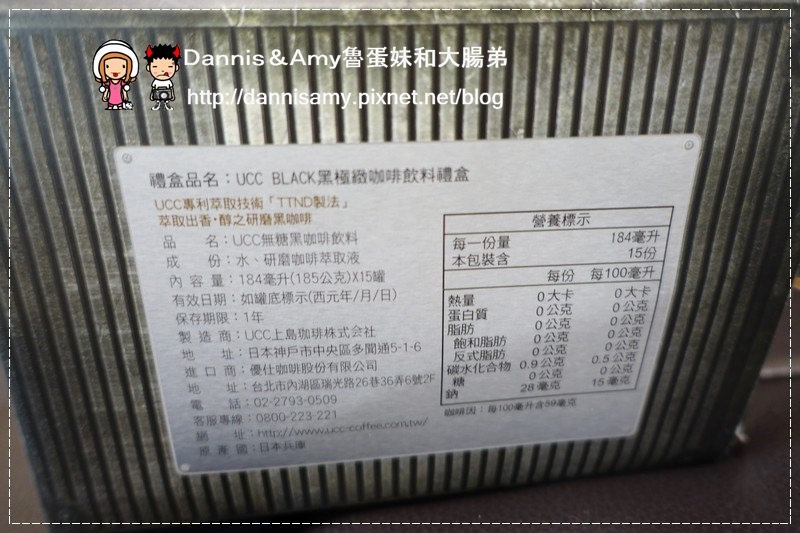 Dannis&Amy魯蛋妹和大腸弟
http://dannisamy.pixnet.net/blog
禮盒品名：UCC BLACK黑極緻咖啡飲料禮盒
UCC專利萃取技術「TTND製法」
萃取出香‧醇之研磨黑咖啡
品　名：UCC無糖黑咖啡飲料
成　份：水、研磨咖啡萃取液
內 容 量：184毫升(185公克)X15罐
有效日期：如罐底標示(西元年/月/日)
保存期限：1年
製 造 商：UCC上島珈琲株式会社
地　址：日本神戶市中央區多聞通5-1-6
進 口 商：優仕咖啡股份有限公司
地　址：台北市內湖區瑞光路26巷36弄6號2F
電　話：02-2793-0509
客服專線：0800-223-221
網　址：http://www.ucc-coffee.com.tw/
原 產 國：日本兵庫
營養標示
每一份量 184毫升
本包裝含 15份
每份 每100毫升
熱量 0大卡 0大卡
蛋白質 0公克 0公克
脂肪 0公克 0公克
飽和脂肪 0公克 0公克
反式脂肪 0公克 0公克
碳水化合物 0.9公克 0.5公克
糖 0公克 0公克
鈉 28毫克 15毫克
咖啡因：每100毫升含59毫克